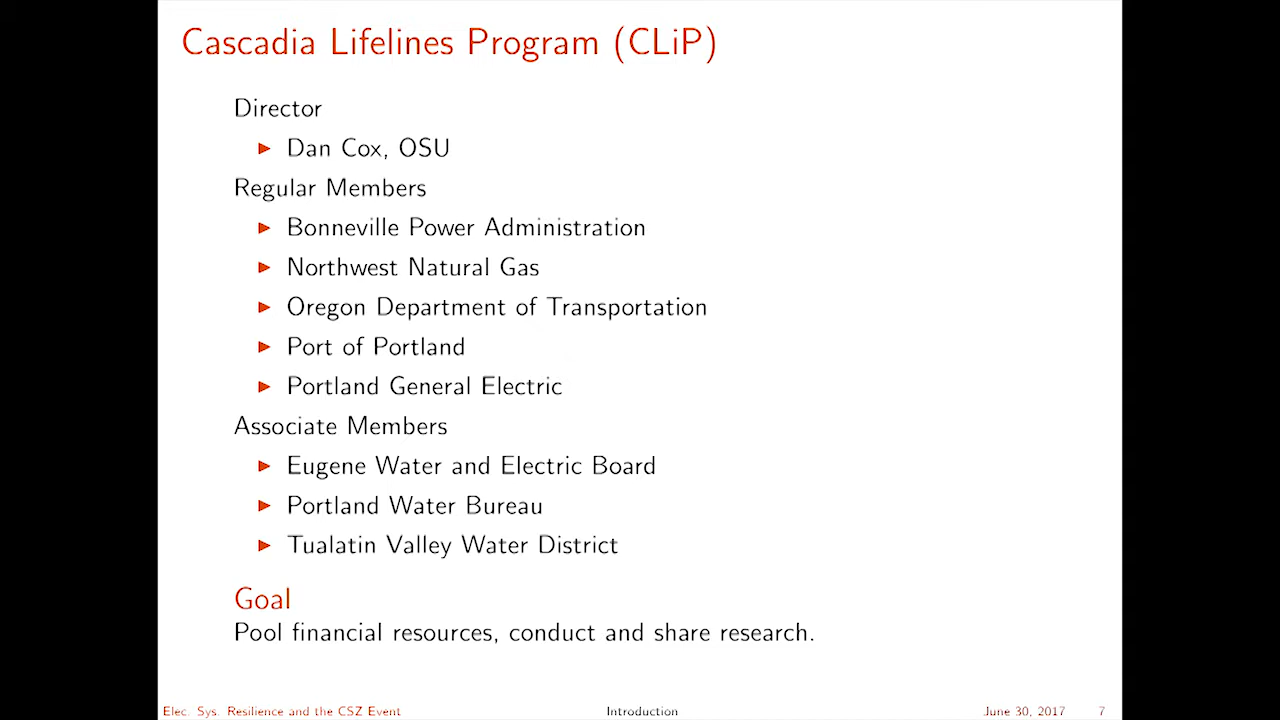 Cascadia Lifelines Program (CLiP)
Director
Dan Cox, OSU
Regular Members
Bonneville Power Administration
Northwest Natural Gas
Oregon Department of Transportation
Port of Portland
Portland General Electric
Associate Members
Eugene Water and Electric Board
Portland Water Bureau
Tualatin Valley Water District
Goal
Pool financial resources, conduct and share research.
Elec. Sys. Resilience and the CSZ Event Introduction June 30, 2017 7